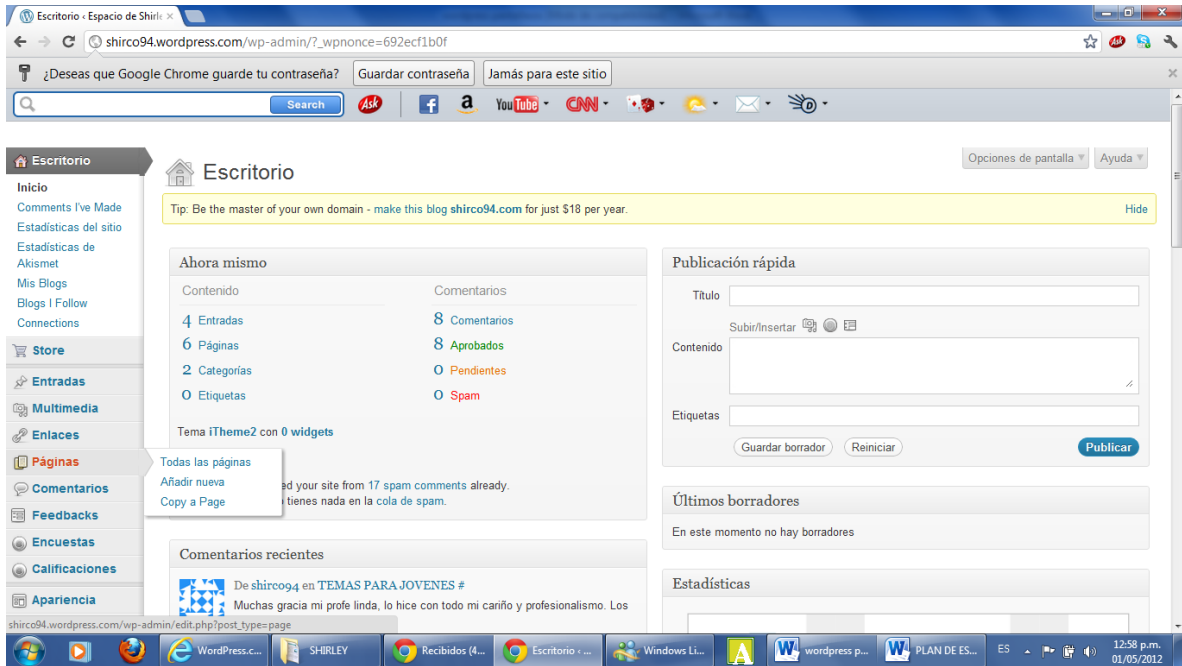 Escritorio ‹ Espacio de Shirle
shirco94.wordpress.com/wp-admin/?_wpnonce=692ecf1b0f
Ask
¿Deseas que Google Chrome guarde tu contraseña? Guardar contraseña Jamás para este sitio
Search Ask f a YouTube CNN
Escritorio
Inicio
Comments I've Made
Estadísticas del sitio
Estadísticas de
Akismet
Mis Blogs
Blogs I Follow
Connections
Store
Entradas
Multimedia
Enlaces
Páginas
Comentarios
Feedbacks
Encuestas
Calificaciones
Apariencia
Todas las páginas
Añadir nueva
Copy a Page
Escritorio
Opciones de pantalla Ayuda
Tip: Be the master of your own domain - make this blog shirco94.com for just $18 per year. Hide
Ahora mismo
Contenido Comentarios
4 Entradas 8 Comentarios
6 Páginas 8 Aprobados
2 Categorías 0 Pendientes
0 Etiquetas 0 Spam
Tema iTheme2 con 0 widgets
ed your site from 17 spam comments already.
tienes nada en la cola de spam.
Comentarios recientes
De shirco94 en TEMAS PARA JOVENES #
Muchas gracia mi profe linda, lo hice con todo mi cariño y profesionalismo. Los
Publicación rápida
Título
Subir/Insertar
Contenido
Etiquetas
Guardar borrador Reiniciar Publicar
Últimos borradores
En este momento no hay borradores
Estadísticas
shirco94.wordpress.com/wp-admin/edit.php?post_type=page
WordPress.c... SHIRLEY Recibidos (4... Escritorio ‹ ... Windows Li... wordpress p... PLAN DE ES... ES 12:58 p.m.
01/05/2012